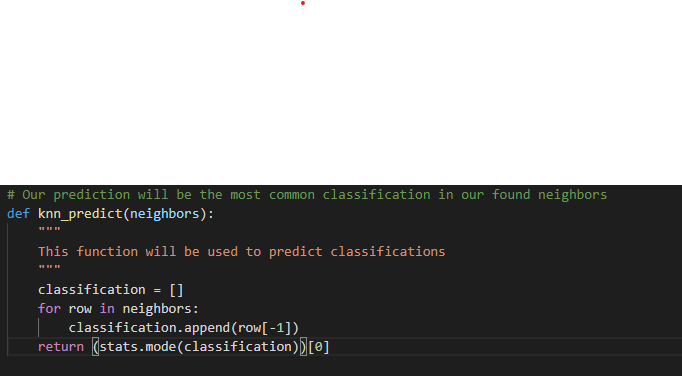 # Our prediction will be the most common classification in our found neighbors
def knn_predict(neighbors):
    """
    This function will be used to predict classifications
    """
    classification = []
    for row in neighbors:
        classification.append(row[-1])
    return (stats.mode(classification))[0]